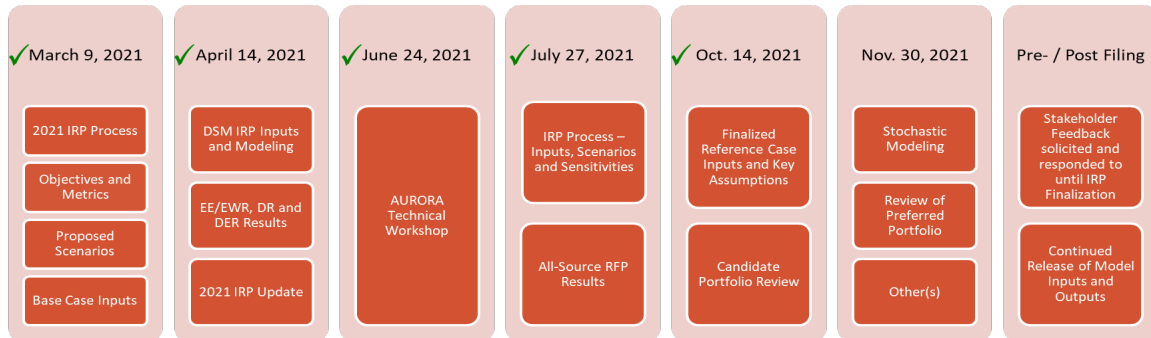 March 9, 2021
2021 IRP Process
Objectives and
Metrics
Proposed
Scenarios
Base Case Inputs
April 14, 2021
DSM IRP Inputs
and Modeling
EE/EWR, DR and
DER Results
2021 IRP Update
June 24, 2021
AURORA
Technical
Workshop
July 27, 2021
IRP Process –
Inputs, Scenarios
and Sensitivities
All-Source RFP
Results
Oct. 14, 2021
Finalized
Reference Case
Inputs and Key
Assumptions
Candidate
Portfolio Review
Nov. 30, 2021
Stochastic
Modeling
Review of
Preferred
Portfolio
Other(s)
Pre- / Post Filing
Stakeholder
Feedback
solicited and
responded to
until IRP
Finalization
Continued
Release of Model
Inputs and
Outputs